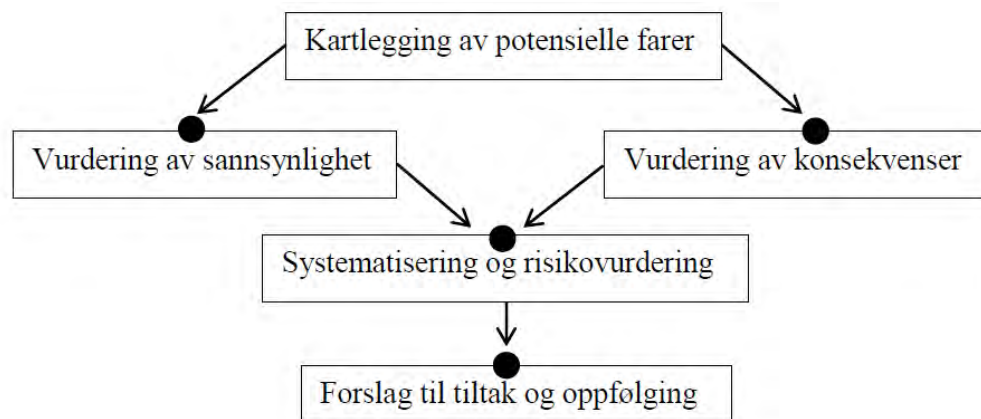 Kartlegging av potensielle farer
Vurdering av sannsynlighet
Vurdering av konsekvenser
Systematisering og risikovurdering
Forslag til tiltak og oppfølging